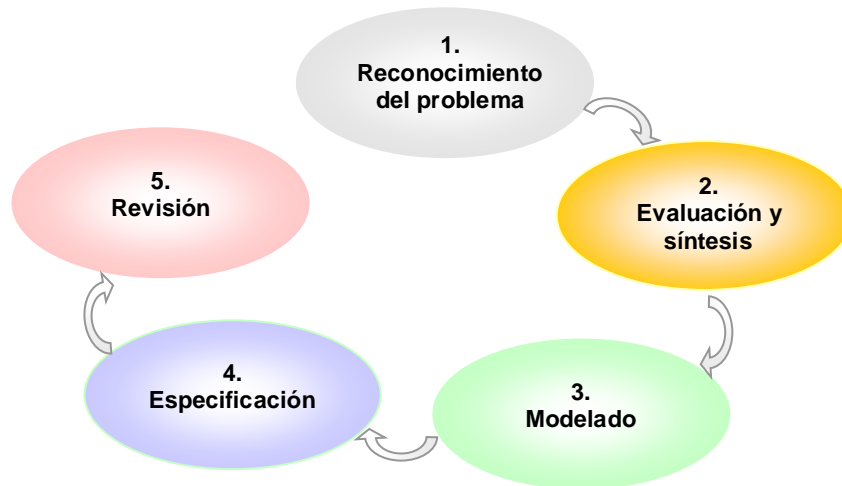 1.
Reconocimiento
del problema
2.
Evaluación y
síntesis
3.
Modelado
4.
Especificación
5.
Revisión